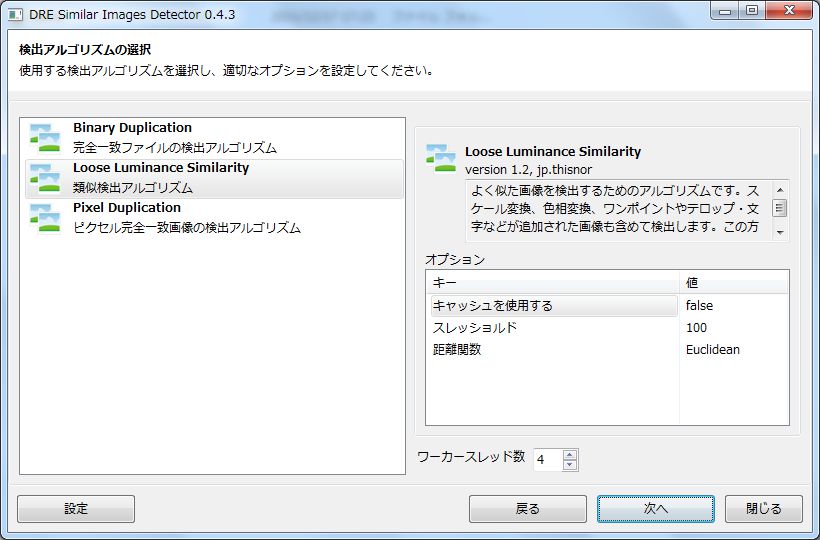 DRE Similar Images Detector 0.4.3
検出アルゴリズムの選択
使用する検出アルゴリズムを選択し、適切なオプションを設定してください。
Binary Duplication
完全一致ファイルの検出アルゴリズム
Loose Luminance Similarity
類似検出アルゴリズム
Pixel Duplication
ピクセル完全一致画像の検出アルゴリズム
Loose Luminance Similarity
version 1.2, jp.thisnor
よく似た画像を検出するためのアルゴリズムです。ス
ケール変換、色相変換、ワンポイントやテロップ・文
字などが追加された画像も含めて検出します。この方
オプション
キー 値
キャッシュを使用する false
スレッショルド 100
距離関数 Euclidean
ワーカースレッド数 4
設定 戻る 次へ 閉じる